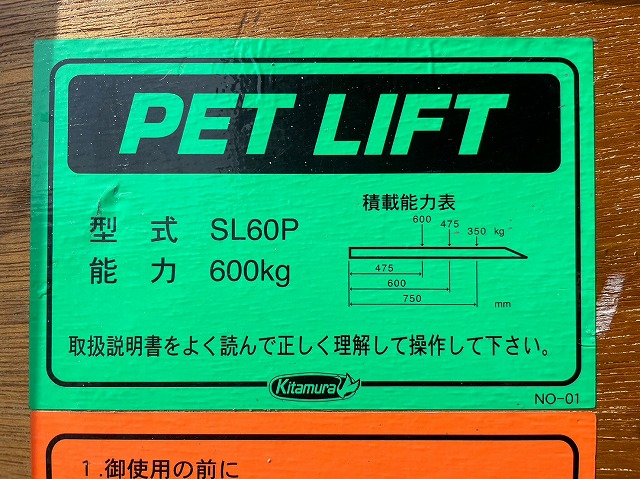 PET LIFT
型 式 SL60P
能 力 600kg
積載能力表
600 475 350 kg
475
600
750
mm
取扱説明書をよく読んで正しく理解して操作して下さい。
Kitamura
NO-01
1.御使用の前に